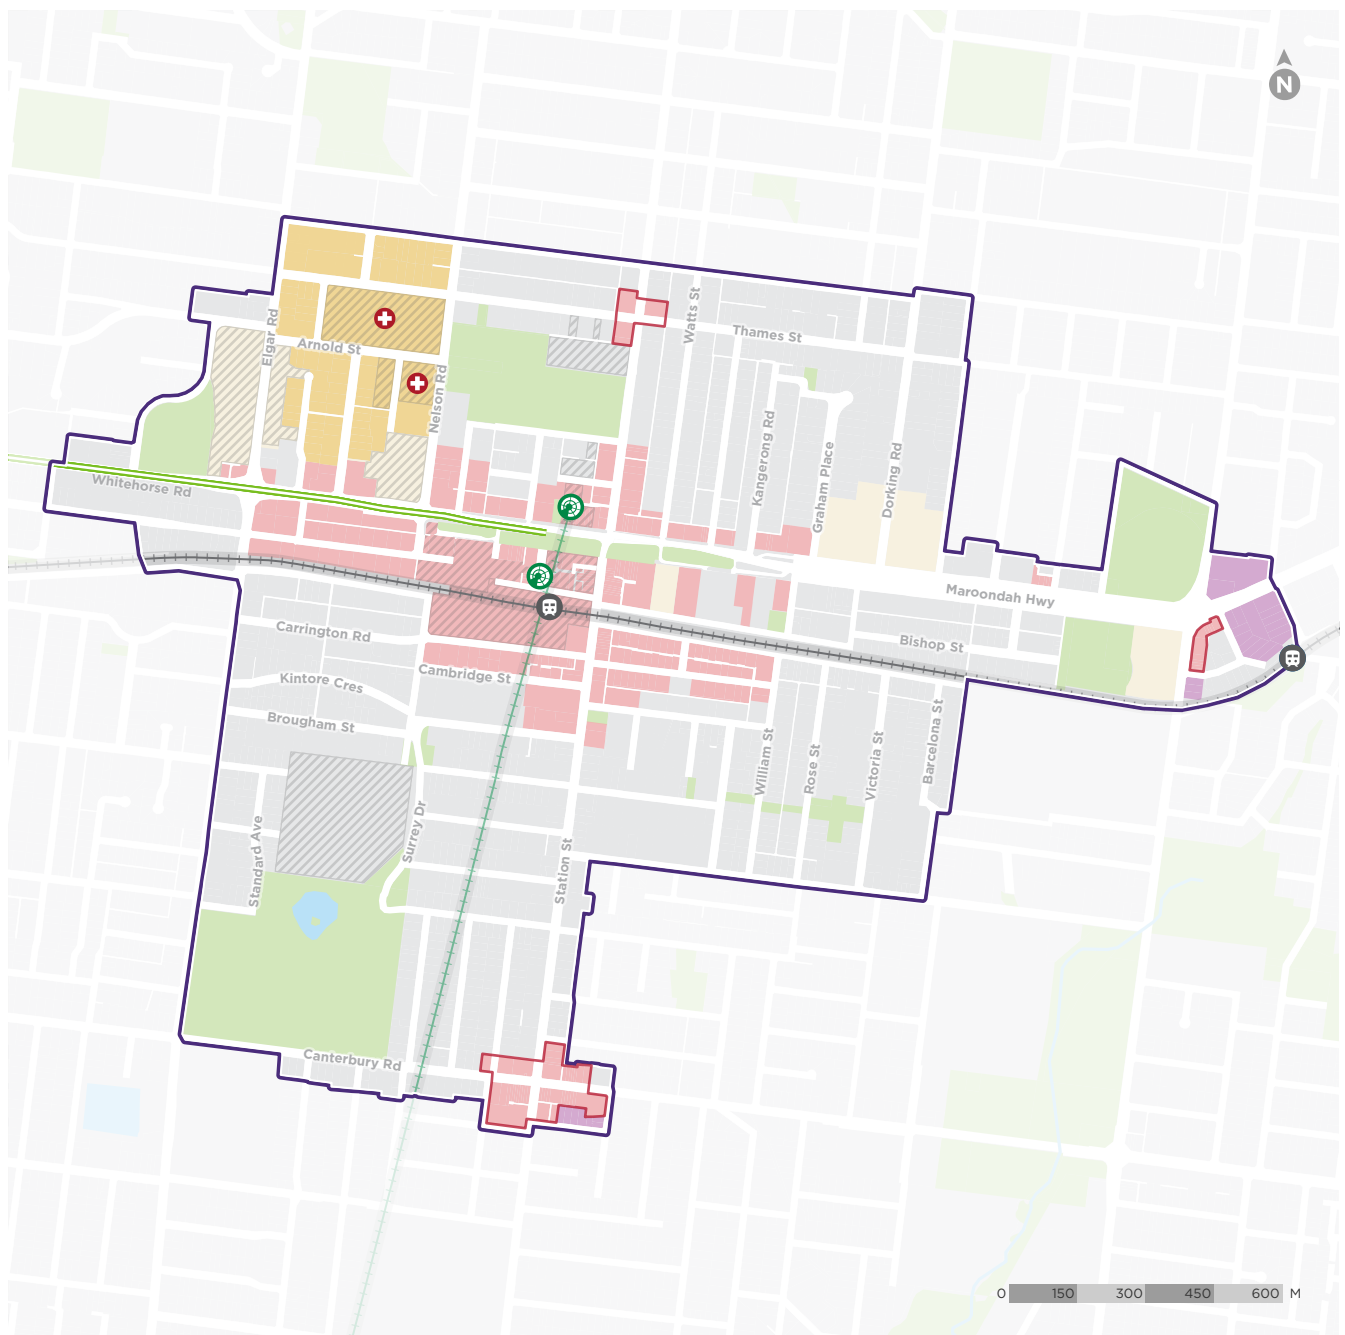 N
Watts St
Thames St
Elgar Rd
Arnold St
Nelson Rd
Kangerong Rd
Graham Place
Dorking Rd
Whitehorse Rd
Maroondah Hwy
Carrington Rd
Bishop St
Cambridge St
Kintore Cres
Brougham St
William St
Rose St
Victoria St
Barcelona St
Standard Ave
Surrey Dr
Station St
Canterbury Rd
0 150 300 450 600 M